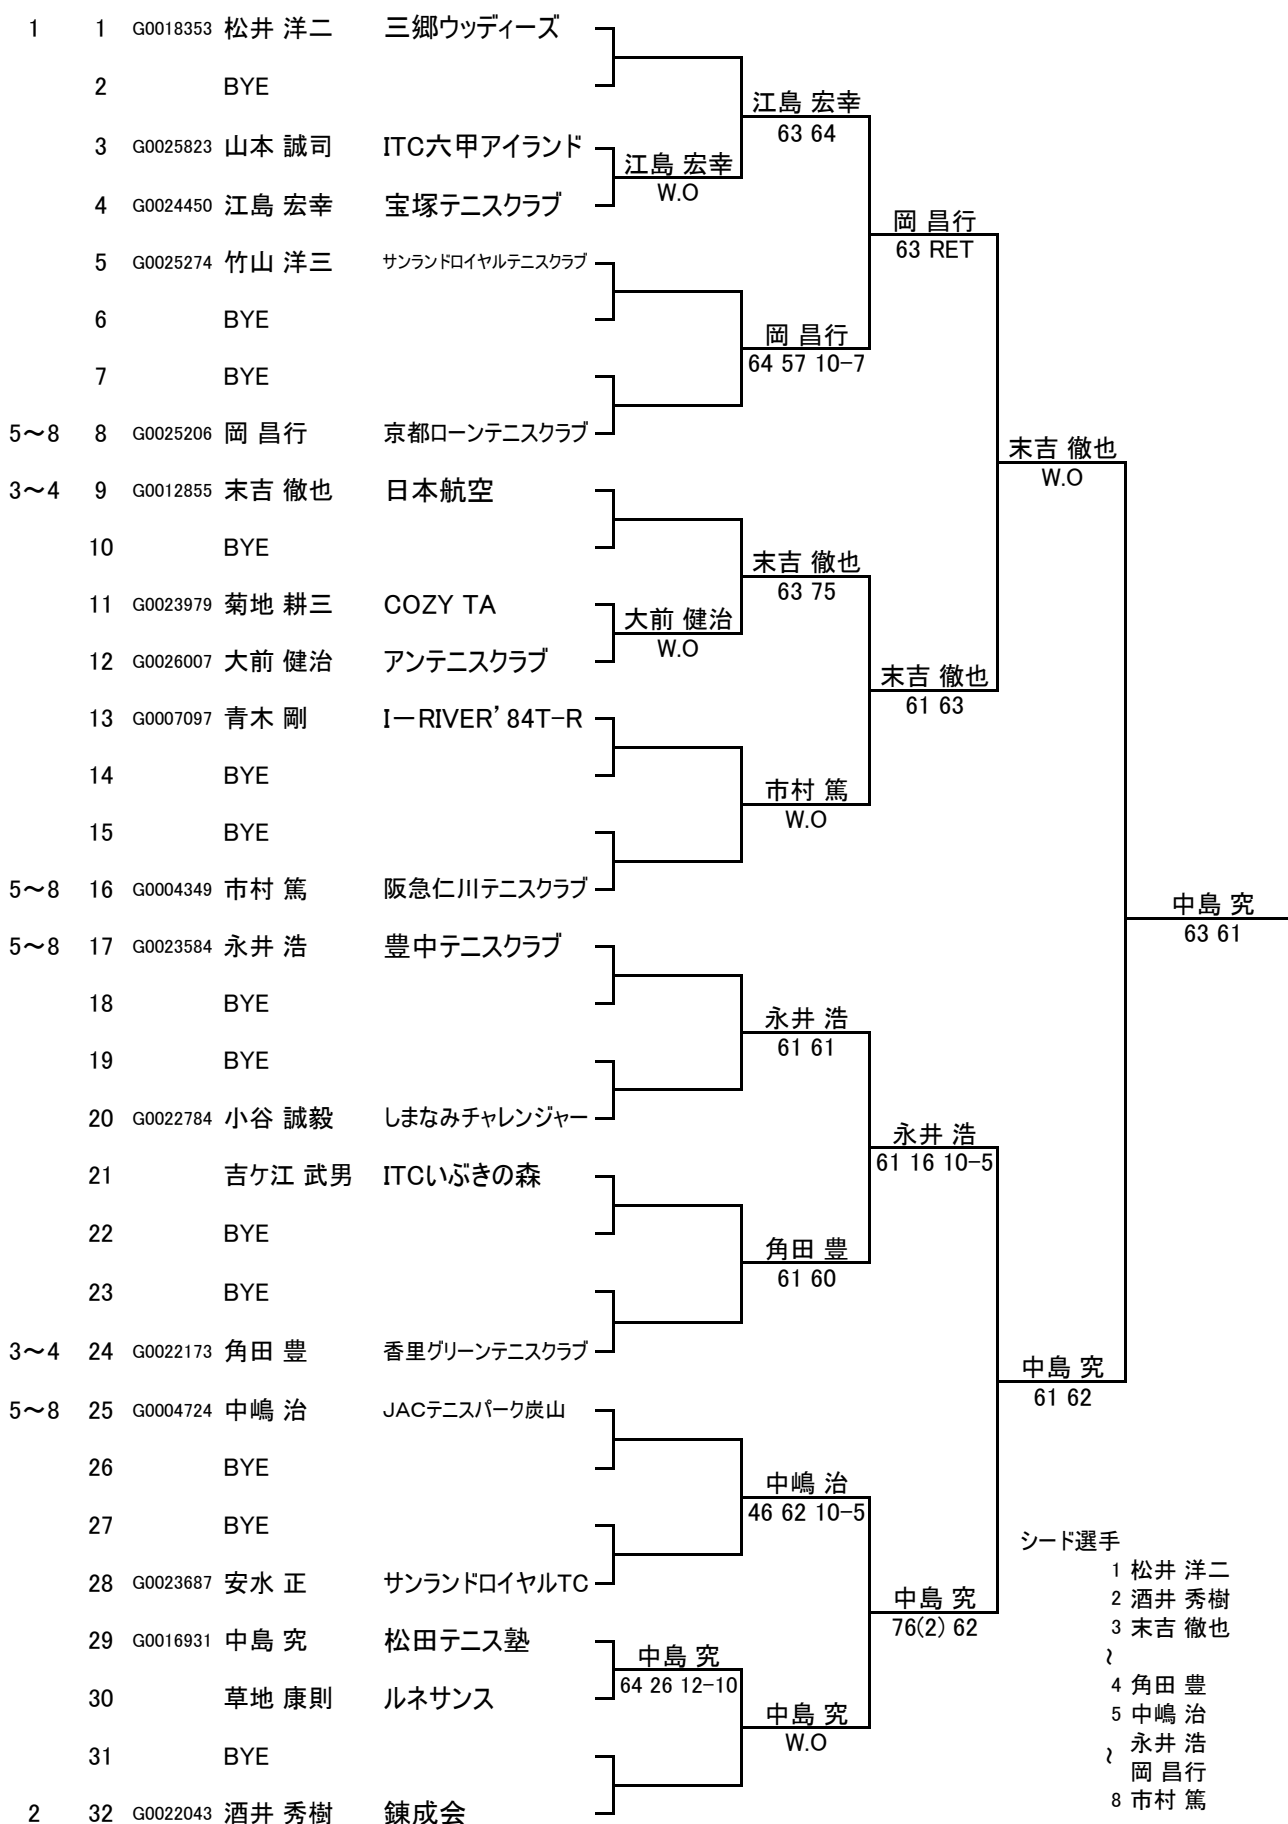 1 1 G0018353 松井 洋二 三郷ウッディーズ
2 BYE
江島 宏幸
63 64
3 G0025823 山本 誠司 ITC六甲アイランド
江島 宏幸
W.O
4 G0024450 江島 宏幸 宝塚テニスクラブ
岡 昌行
63 RET
5 G0025274 竹山 洋三 サンランドロイヤルテニスクラブ
6 BYE
岡 昌行
64 57 10-7
7 BYE
5~8 8 G0025206 岡 昌行 京都ローンテニスクラブ
末吉 徹也
W.O
3~4 9 G0012855 末吉 徹也 日本航空
10 BYE
末吉 徹也
63 75
11 G0023979 菊地 耕三 COZY TA
大前 健治
W.O
12 G0026007 大前 健治 アンテニスクラブ
末吉 徹也
61 63
13 G0007097 青木 剛 I-RIVER'84T-R
14 BYE
市村 篤
W.O
15 BYE
5~8 16 G0004349 市村 篤 阪急仁川テニスクラブ
中島 究
63 61
5~8 17 G0023584 永井 浩 豊中テニスクラブ
18 BYE
永井 浩
61 61
19 BYE
20 G0022784 小谷 誠毅 しまなみチャレンジャー
永井 浩
61 16 10-5
21 吉ケ江 武男 ITCいぶきの森
22 BYE
角田 豊
61 60
23 BYE
3~4 24 G0022173 角田 豊 香里グリーンテニスクラブ
中島 究
61 62
5~8 25 G0004724 中嶋 治 JACテニスパーク炭山
26 BYE
中嶋 治
46 62 10-5
27 BYE
28 G0023687 安水 正 サンランドロイヤルTC
中島 究
76(2) 62
29 G0016931 中島 究 松田テニス塾
中島 究
64 26 12-10
30 草地 康則 ルネサンス
中島 究
W.O
31 BYE
2 32 G0022043 酒井 秀樹 錬成会
シード選手
1 松井 洋二
2 酒井 秀樹
3 末吉 徹也
~
4 角田 豊
5 中嶋 治
永井 浩
~
岡 昌行
8 市村 篤